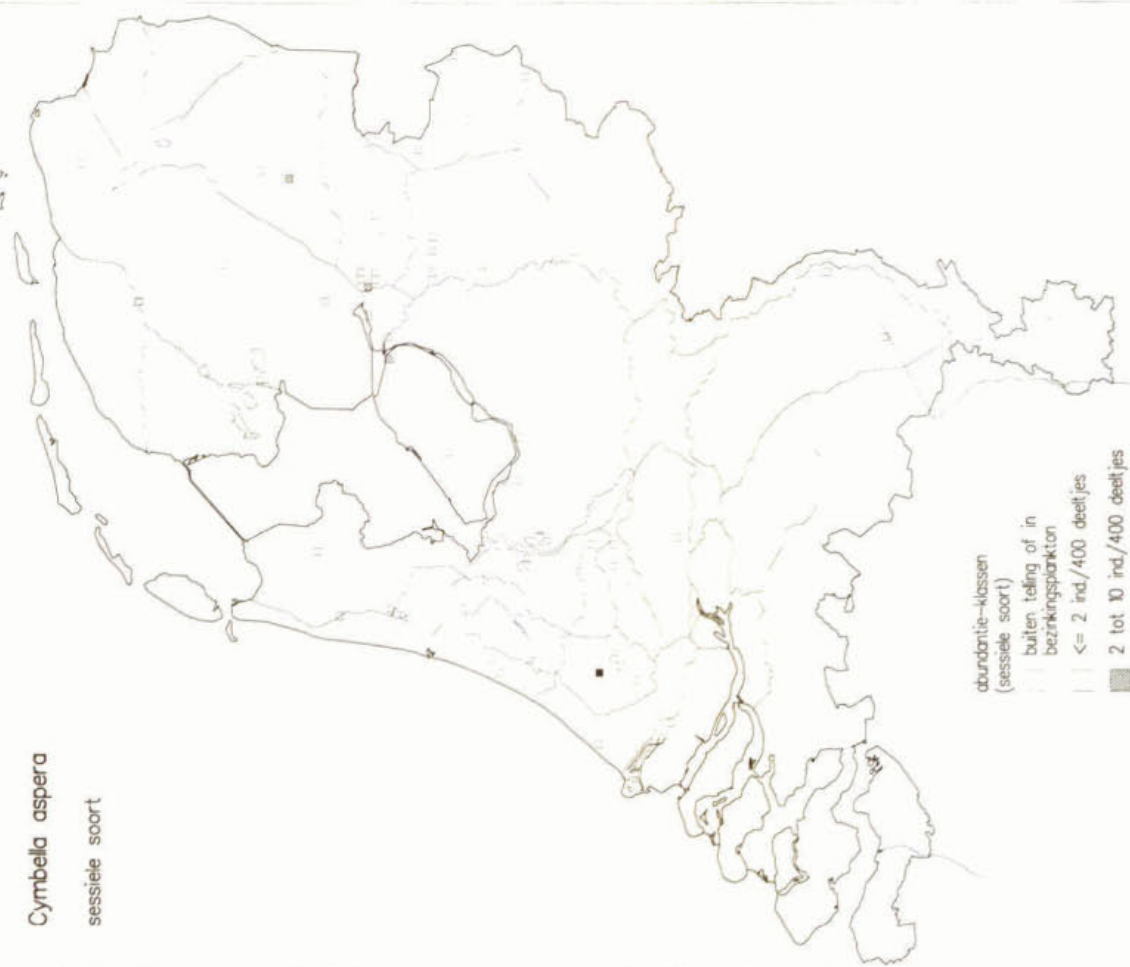 Cymbella aspera
sessiele soort
abundantie-klassen
(sessiele soort)
buiten telling of in
bezinkingsplankton
<= 2 ind./400 deeltjes
2 tot 10 ind./400 deeltjes